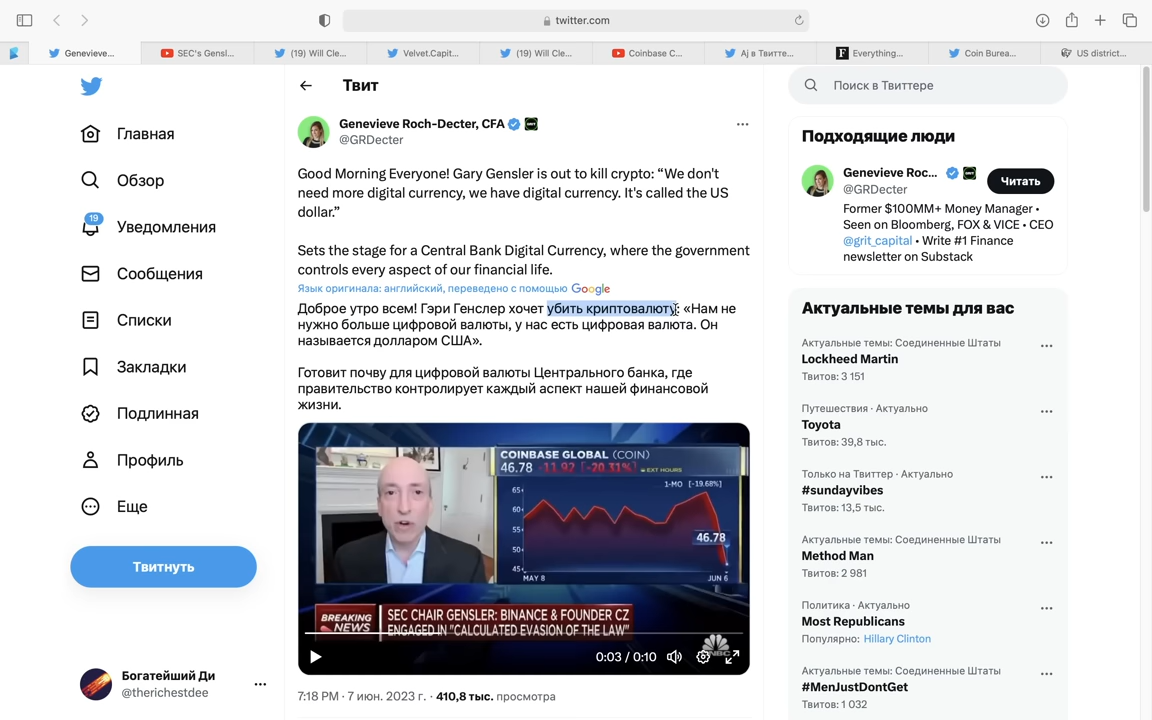 twitter.com
Genevieve...
SEC's Gensl...
(19) Will Cle...
Velvet.Capit...
(19) Will Cle...
Coinbase C...
Aj в Твитте...
Everything...
Coin Burea...
US district...
Главная
Обзор
19
Уведомления
Сообщения
Списки
Закладки
Подлинная
Профиль
Еще
Твитнуть
Богатейший Ди
@therichestdee
Твит
Genevieve Roch-Decter, CFA
@GRDecter
Good Morning Everyone! Gary Gensler is out to kill crypto: “We don't
need more digital currency, we have digital currency. It's called the US
dollar.”
Sets the stage for a Central Bank Digital Currency, where the government
controls every aspect of our financial life.
Язык оригинала: английский, переведено с помощью Google
Доброе утро всем! Гэри Генслер хочет убить криптовалюту: «Нам не
нужно больше цифровой валюты, у нас есть цифровая валюта. Он
называется долларом США».
Готовит почву для цифровой валюты Центрального банка, где
правительство контролирует каждый аспект нашей финансовой
жизни.
COINBASE GLOBAL (COIN)
46.78 -11.92 [-20.31%] EXT HOURS
1-MO [-19.68%]
65
60
55
50
45
46.78
MAY 8
JUN 6
BREAKING
NEWS
SEC CHAIR GENSLER: BINANCE & FOUNDER CZ
ENGAGED IN "CALCULATED EVASION OF THE LAW"
0:03 / 0:10
7:18 PM · 7 июн. 2023 г. · 410,8 тыс. просмотра
Поиск в Твиттере
Подходящие люди
Genevieve Roc...
@GRDecter
Читать
Former $100MM+ Money Manager •
Seen on Bloomberg, FOX & VICE • CEO
@grit_capital • Write #1 Finance
newsletter on Substack
Актуальные темы для вас
Актуальные темы: Соединенные Штаты
Lockheed Martin
Твитов: 3 151
Путешествия · Актуально
Toyota
Твитов: 39,8 тыс.
Только на Твиттер · Актуально
#sundayvibes
Твитов: 13,5 тыс.
Актуальные темы: Соединенные Штаты
Method Man
Твитов: 2 981
Политика · Актуально
Most Republicans
Популярно: Hillary Clinton
Актуальные темы: Соединенные Штаты
#MenJustDontGet
Твитов: 1 032